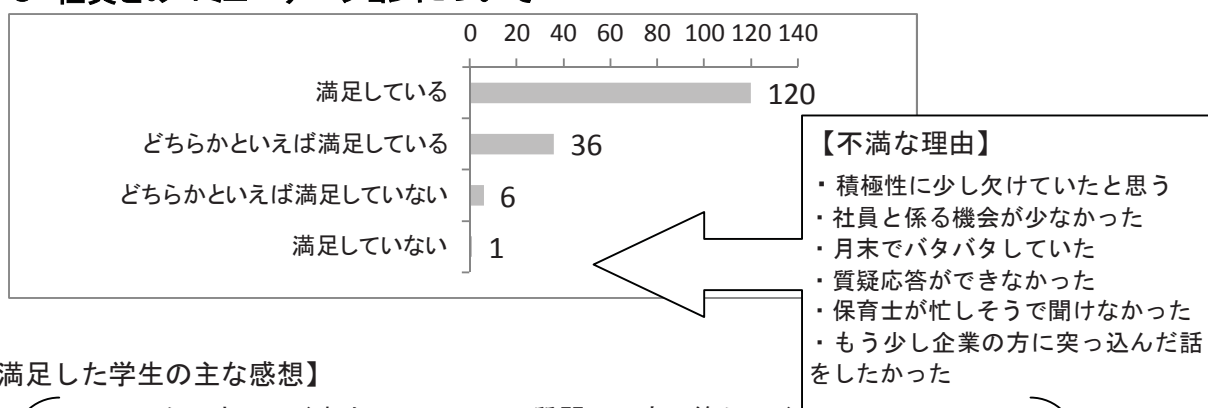 0 20 40 60 80 100 120 140
満足している 120
どちらかといえば満足している 36
どちらかといえば満足していない 6
満足していない 1
【不満な理由】
・積極性に少し欠けていたと思う
・社員と係る機会が少なかった
・月末でバタバタしていた
・質疑応答ができなかった
・保育士が忙しそうで聞けなかった
・もう少し企業の方に突っ込んだ話
をしたかった
満足した学生の主な感想】